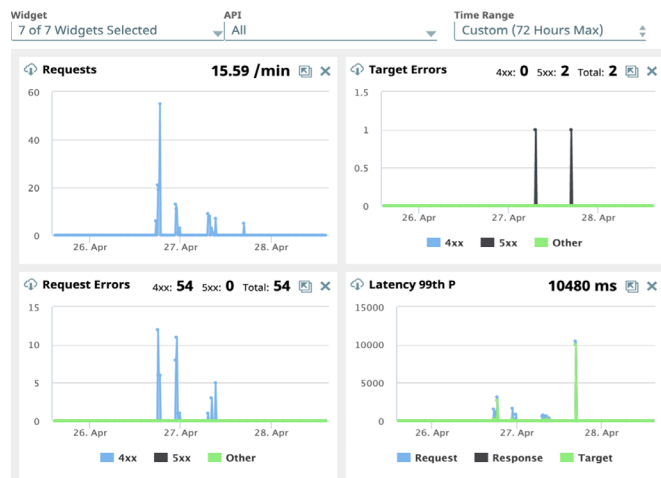 Widget API Time Range
7 of 7 Widgets Selected All Custom (72 Hours Max)
Requests 15.59 /min
60
40
20
0
26. Apr 27. Apr 28. Apr
Target Errors 4xx: 0 5xx: 2 Total: 2
1.5
1
0.5
0
26. Apr 27. Apr 28. Apr
4xx 5xx Other
Request Errors 4xx: 54 5xx: 0 Total: 54
15
10
5
0
26. Apr 27. Apr 28. Apr
4xx 5xx Other
Latency 99th P 10480 ms
15000
10000
5000
0
26. Apr 27. Apr 28. Apr
Request Response Target